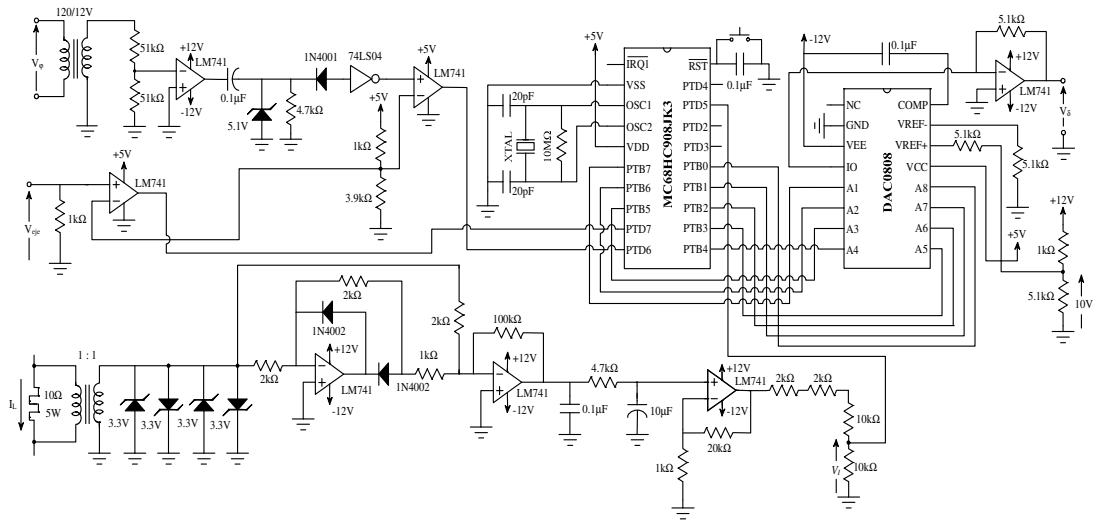 120/12V
Vφ
51kΩ
51kΩ
+12V
LM741
-12V
0.1μF
5.1V
4.7kΩ
1N4001
74LS04
+5V
LM741
+5V
1kΩ
3.9kΩ
+5V
LM741
1kΩ
Veje
+5V
20pF
XTAL
10MΩ
20pF
MC68HC908JK3
IRQ1
VSS
OSC1
OSC2
VDD
PTB7
PTB6
PTB5
PTD7
PTD6
RST
PTD4
PTD5
PTD2
PTD3
PTB0
PTB1
PTB2
PTB3
PTB4
0.1μF
-12V
0.1μF
5.1kΩ
+12V
LM741
-12V
Vδ
DAC0808
NC
GND
VEE
IO
A1
A2
A3
A4
COMP
VREF-
VREF+
VCC
A8
A7
A6
A5
5.1kΩ
5.1kΩ
+5V
+12V
1kΩ
5.1kΩ
10V
1 : 1
IL
10Ω
5W
3.3V
3.3V
3.3V
3.3V
2kΩ
2kΩ
1N4002
+12V
LM741
-12V
1N4002
1kΩ
2kΩ
100kΩ
+12V
LM741
-12V
4.7kΩ
0.1μF
10μF
+12V
LM741
-12V
20kΩ
1kΩ
2kΩ
2kΩ
10kΩ
VI
10kΩ